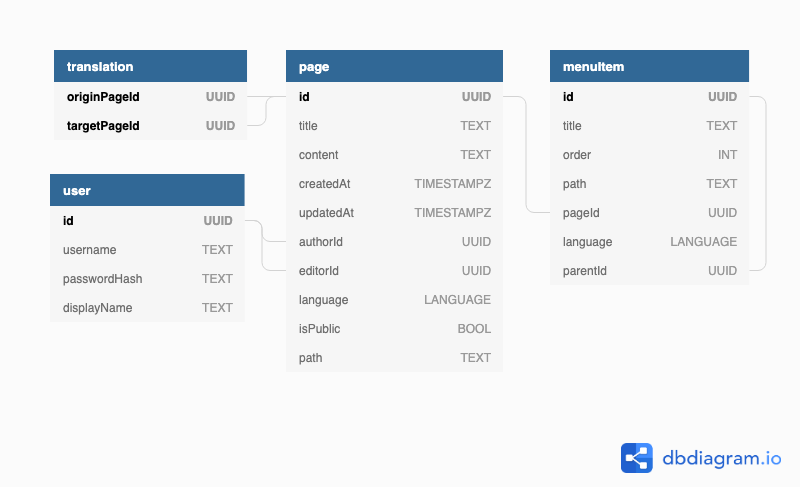 translation
originPageId UUID
targetPageId UUID
user
id UUID
username TEXT
passwordHash TEXT
displayName TEXT
page
id UUID
title TEXT
content TEXT
createdAt TIMESTAMPZ
updatedAt TIMESTAMPZ
authorId UUID
editorId UUID
language LANGUAGE
isPublic BOOL
path TEXT
menuItem
id UUID
title TEXT
order INT
path TEXT
pageId UUID
language LANGUAGE
parentId UUID
dbdiagram.io